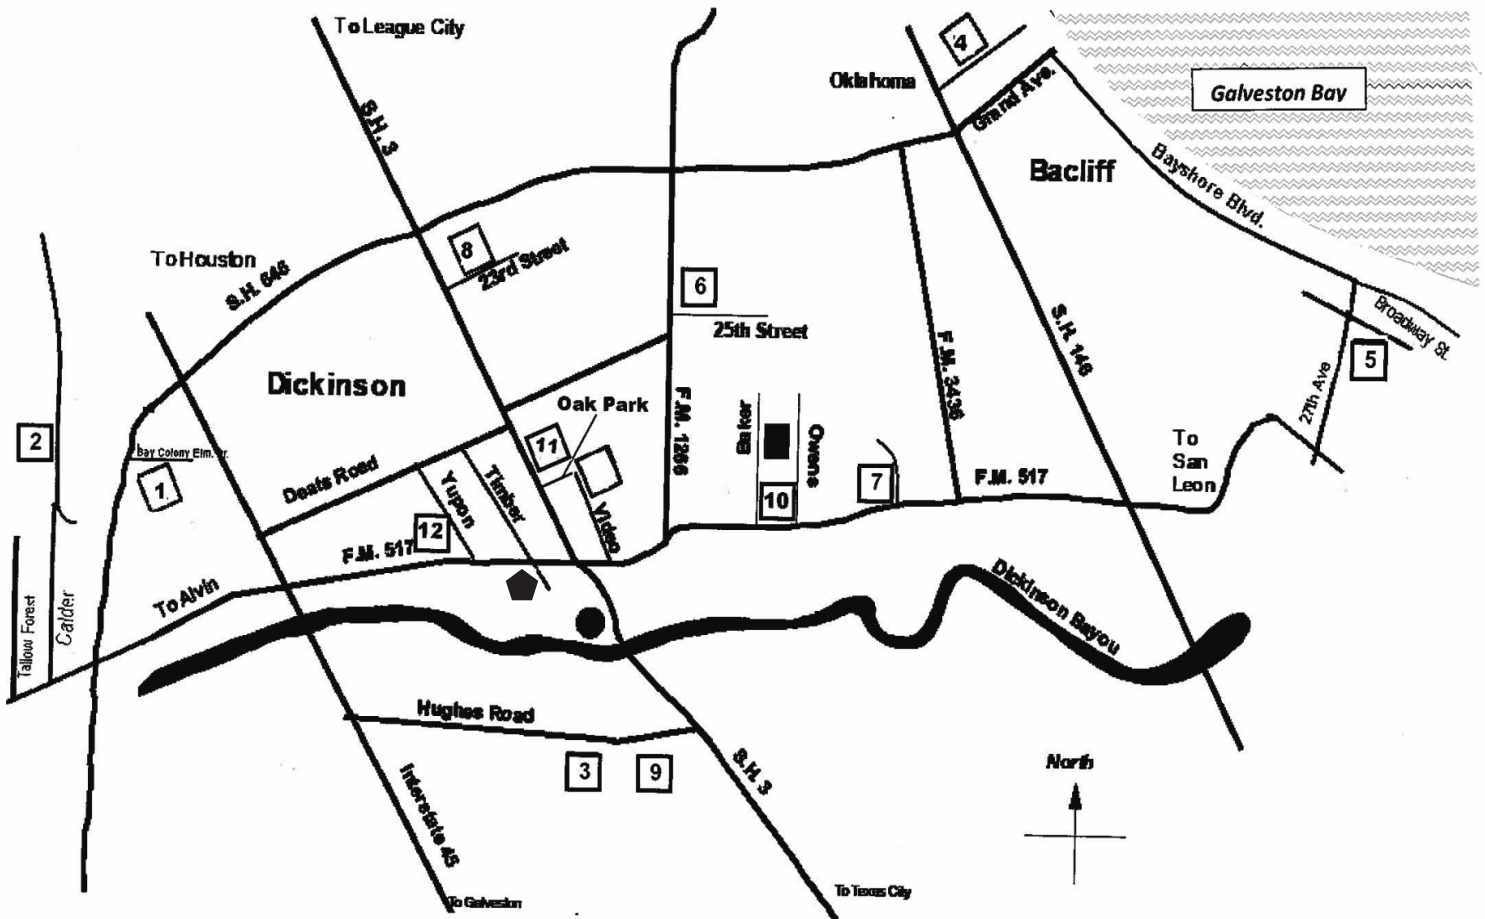 To League City
4
Oklahoma
Grand Ave.
Galveston Bay
S.H. 3
Bacliff
Bayshore Blvd.
To Houston
S.H. 646
8
23rd Street
6
25th Street
Broadway St.
S.H. 146
5
27th Ave
Dickinson
F.M. 3436
Oak Park
F.M. 1266
Baker
Owens
2
Bay Colony Elm. Dr.
11
To
San
Leon
1
Deats Road
Yupon
Timber
Video
10
7
F.M. 517
12
F.M. 517
To Alvin
Tallow Forest
Calder
Dickinson Bayou
Hughes Road
3
9
S.H. 3
Interstate 45
North
To Galveston
To Texas City